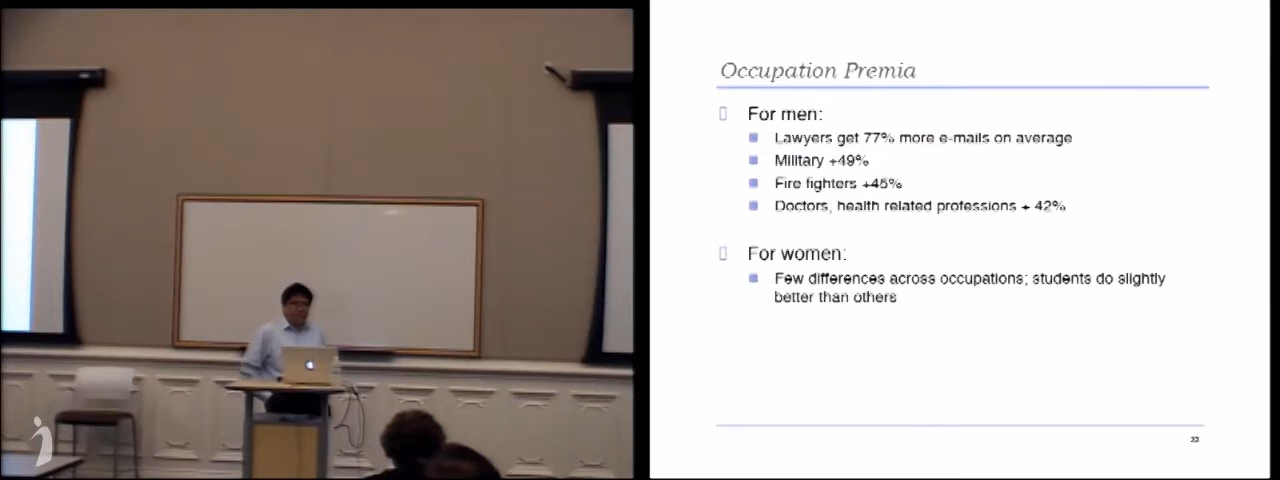 Occupation Premia
For men:
Lawyers get 77% more e-mails on average
Military +49%
Fire fighters +45%
Doctors, health related professions + 42%
For women:
Few differences across occupations; students do slightly
better than others